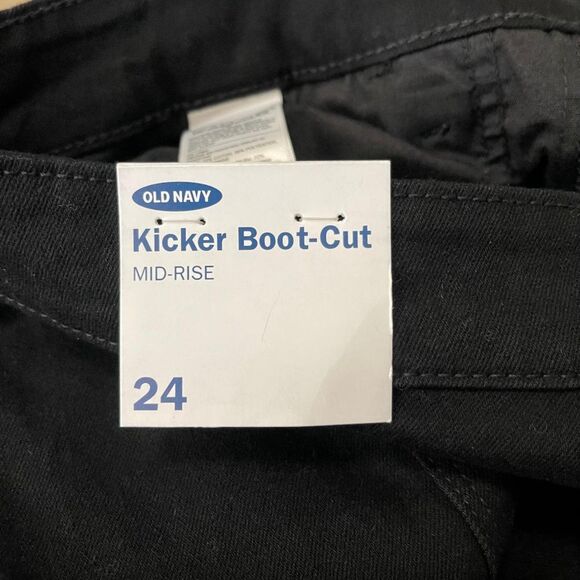 OLD NAVY
Kicker Boot-Cut
MID-RISE
24